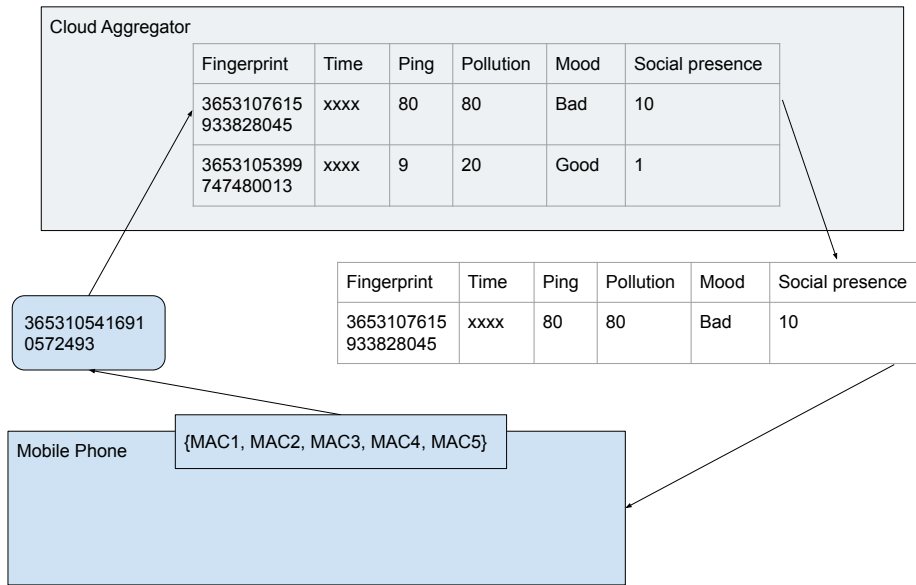 Cloud Aggregator
Fingerprint Time Ping Pollution Mood Social presence
3653107615 xxxx 80 80 Bad 10
933828045
3653105399 xxxx 9 20 Good 1
747480013
Fingerprint Time Ping Pollution Mood Social presence
3653107615 xxxx 80 80 Bad 10
933828045
365310541691
0572493
{MAC1, MAC2, MAC3, MAC4, MAC5}
Mobile Phone